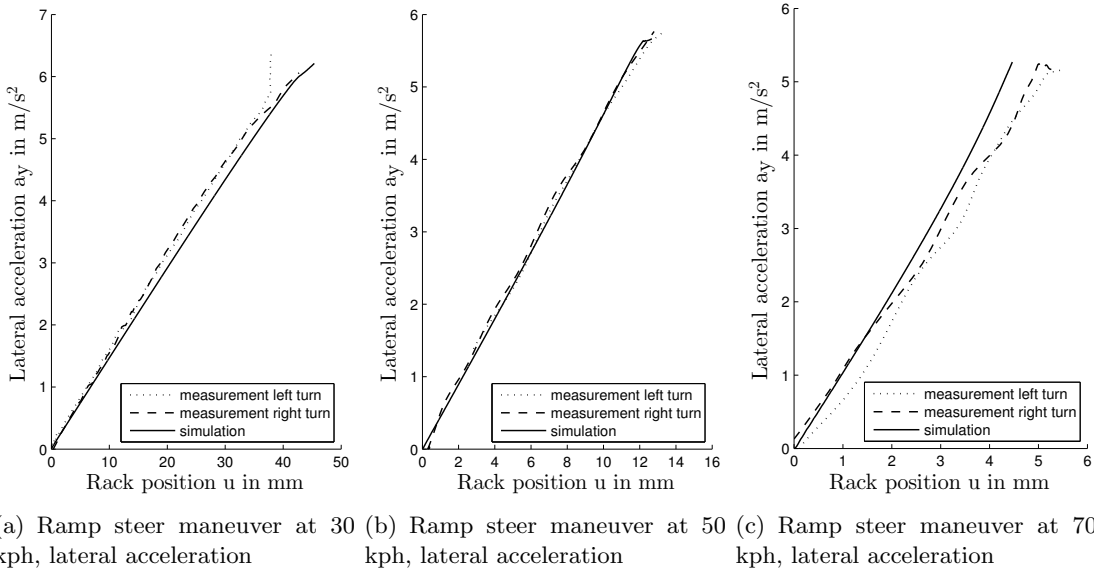 7
6
5
4
3
2
1
0
Lateral acceleration ay in m/s²
measurement left turn
measurement right turn
simulation
0 10 20 30 40 50
Rack position u in mm
(a) Ramp steer maneuver at 30
kph, lateral acceleration
6
5
4
3
2
1
0
Lateral acceleration ay in m/s²
measurement left turn
measurement right turn
simulation
0 2 4 6 8 10 12 14 16
Rack position u in mm
(b) Ramp steer maneuver at 50
kph, lateral acceleration
6
5
4
3
2
1
0
Lateral acceleration ay in m/s²
measurement left turn
measurement right turn
simulation
0 1 2 3 4 5 6
Rack position u in mm
(c) Ramp steer maneuver at 70
kph, lateral acceleration